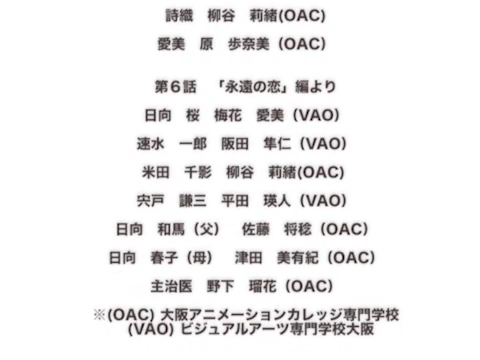 詩織　柳谷　莉緒(OAC)
愛美　原　歩奈美（OAC）
第６話　「永遠の恋」編より
日向　桜　梅花　愛美（VAO）
速水　一郎　阪田　隼仁（VAO）
米田　千影　柳谷　莉緒(OAC)
宍戸　謙三　平田　瑛人（VAO）
日向　和馬（父）　佐藤　将稔（OAC）
日向　春子（母）　津田　美有紀（OAC）
主治医　野下　瑠花（OAC）
※(OAC) 大阪アニメーションカレッジ専門学校
(VAO) ビジュアルアーツ専門学校大阪